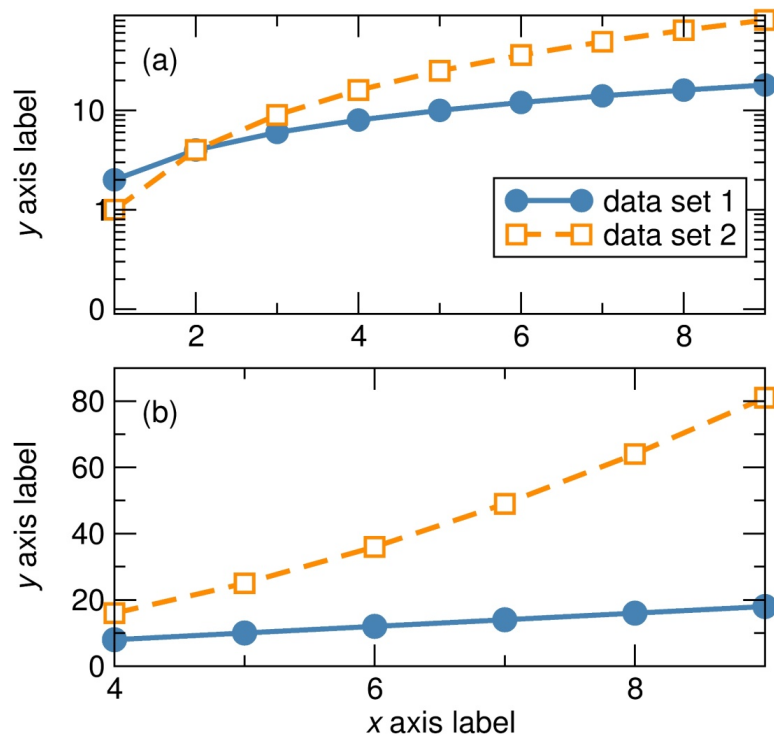 (a)
y axis label
10
1
0
data set 1
data set 2
2 4 6 8
(b)
y axis label
80
60
40
20
0
4 6 8
x axis label